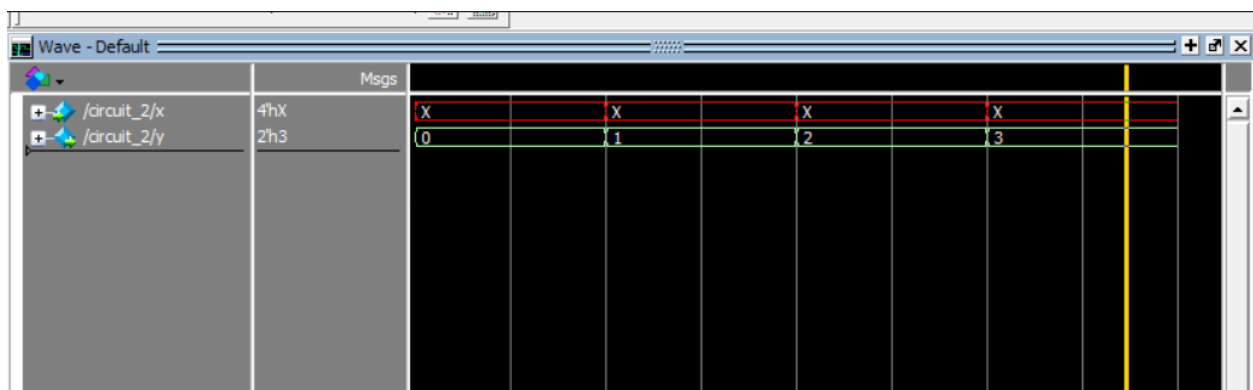 Wave - Default
Msgs
/circuit_2/x 4'hX X X X X
/circuit_2/y 2'h3 0 1 2 3